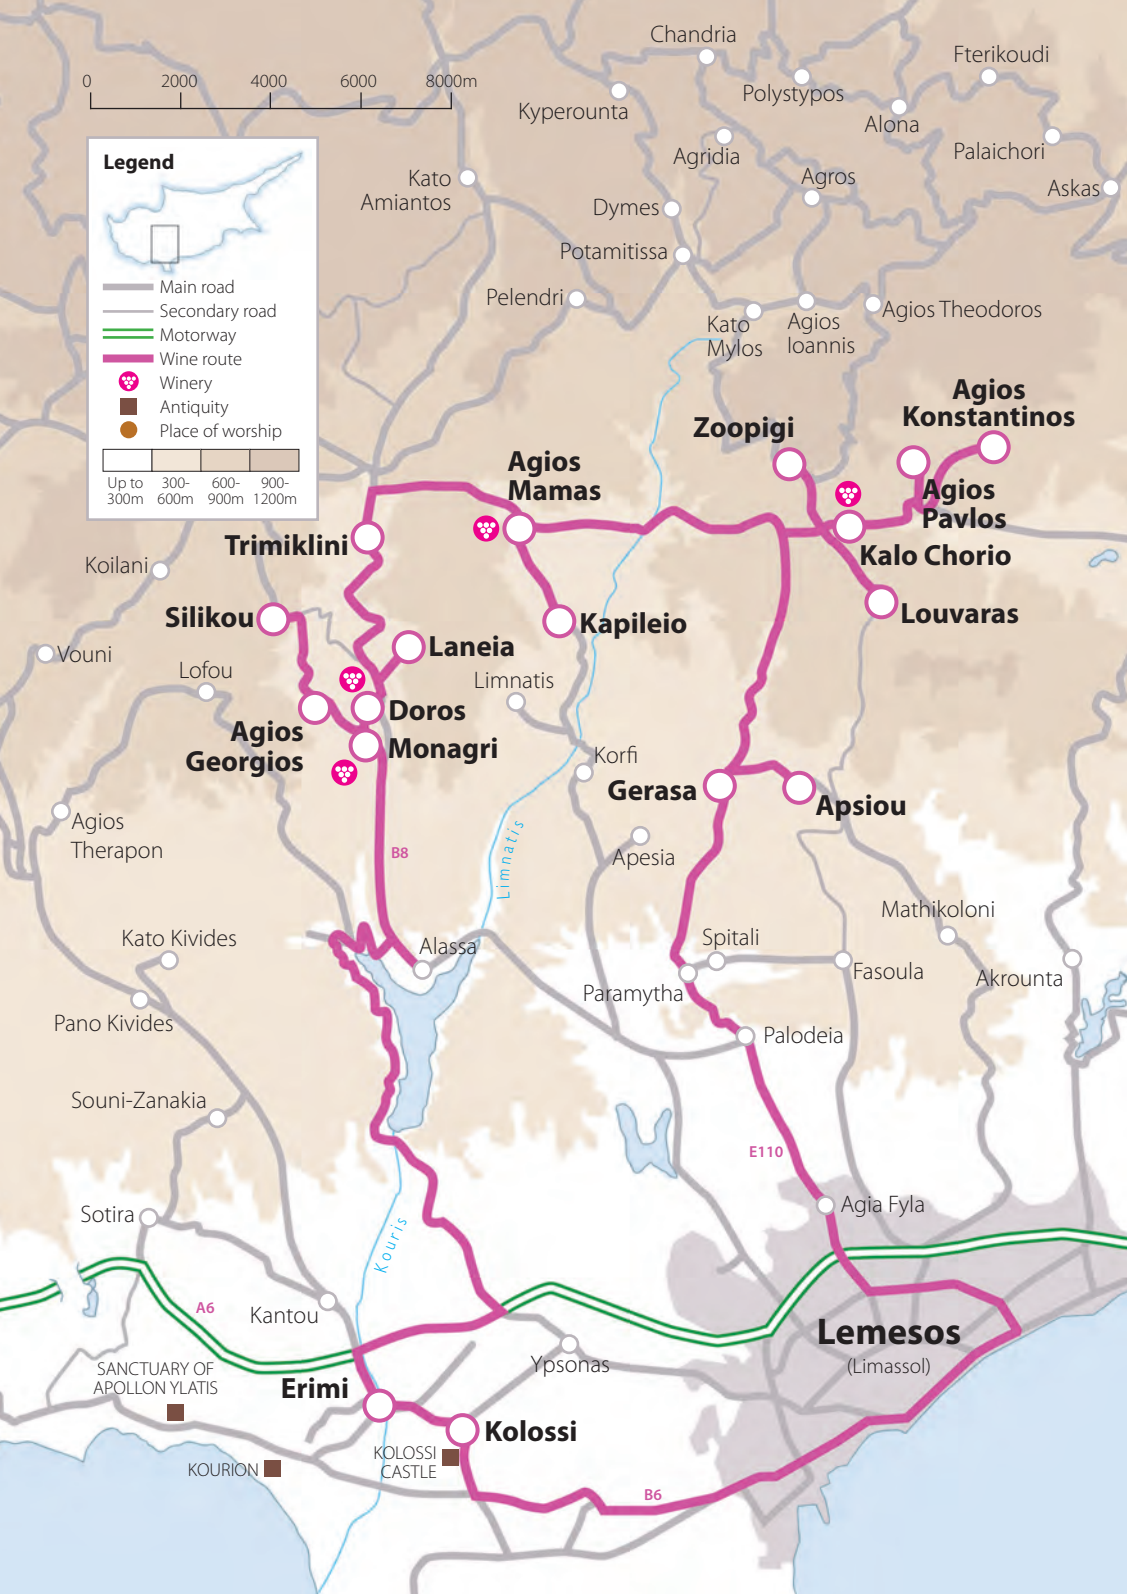 Chandria
Fterikoudi
0
2000
4000
6000
8000m
Polystypos
Kyperounta
Alona
Legend
Agridia
Palaichori
Kato
Amiantos
Agros
Askas
Dymes
Potamitissa
Main road
Pelendri
Secondary road
Agios Theodoros
Kato
Mylos
Agios
Ioannis
Motorway
Wine route
Winery
Antiquity
Place of worship
Agios
Konstantinos
Zoopigi
Up to
300m
300-
600m
600-
900m
900-
1200m
Agios
Mamas
Agios
Pavlos
Trimiklini
Kalo Chorio
Koilani
Silikou
Louvaras
Kapileio
Laneia
Vouni
Lofou
Limnatis
Doros
Agios
Georgios
Monagri
Korfi
Gerasa
Apsiou
Agios
Therapon
B8
Limnatis
Apesia
Mathikoloni
Kato Kivides
Spitali
Alassa
Fasoula
Akrounta
Paramytha
Pano Kivides
Palodeia
Souni-Zanakia
E110
Sotira
Agia Fyla
Kouris
A6
Kantou
Lemesos
(Limassol)
Ypsonas
SANCTUARY OF
APOLLON YLATIS
Erimi
Kolossi
KOLOSSI
CASTLE
KOURION
B6